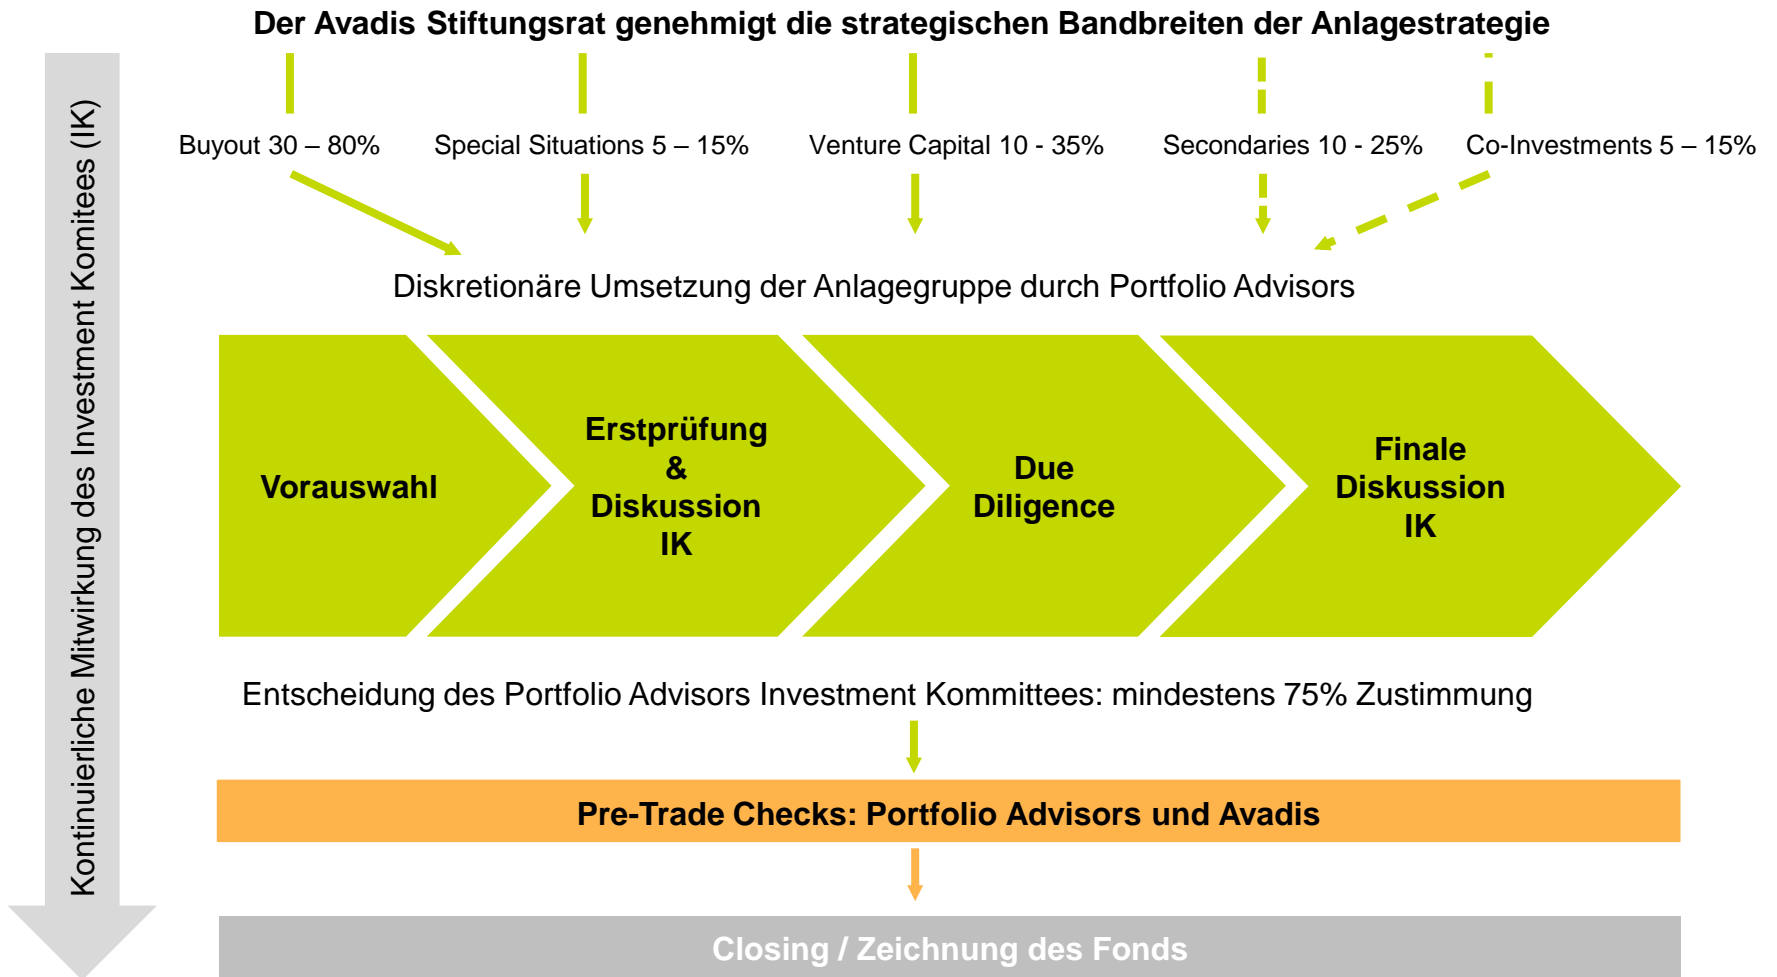 Der Avadis Stiftungsrat genehmigt die strategischen Bandbreiten der Anlagestrategie
Kontinuierliche Mitwirkung des Investment Komitees (IK)
Buyout 30 – 80%
Special Situations 5 – 15%
Venture Capital 10 - 35%
Secondaries 10 - 25%
Co-Investments 5 – 15%
Diskretionäre Umsetzung der Anlagegruppe durch Portfolio Advisors
Vorauswahl
Erstprüfung
&
Diskussion
IK
Due
Diligence
Finale
Diskussion
IK
Entscheidung des Portfolio Advisors Investment Kommittees: mindestens 75% Zustimmung
Pre-Trade Checks: Portfolio Advisors und Avadis
Closing / Zeichnung des Fonds